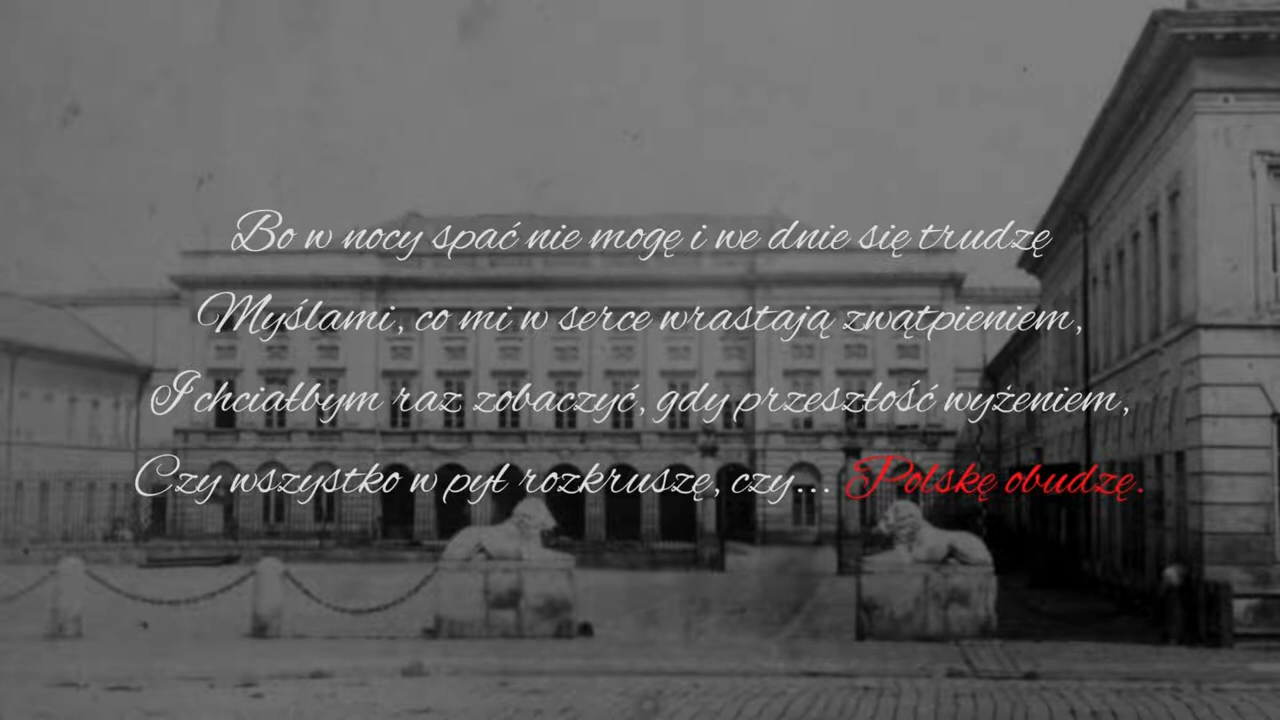 Bo w nocy spać nie mogę i we dnie się trudzę
Myślami, co mi w serce wrastają zwątpieniem,
I chciałbym raz zobaczyć, gdy przeszłość wyżeniem,
Czy wszystko w pył rozkruszę, czy... Polskę obudzę.